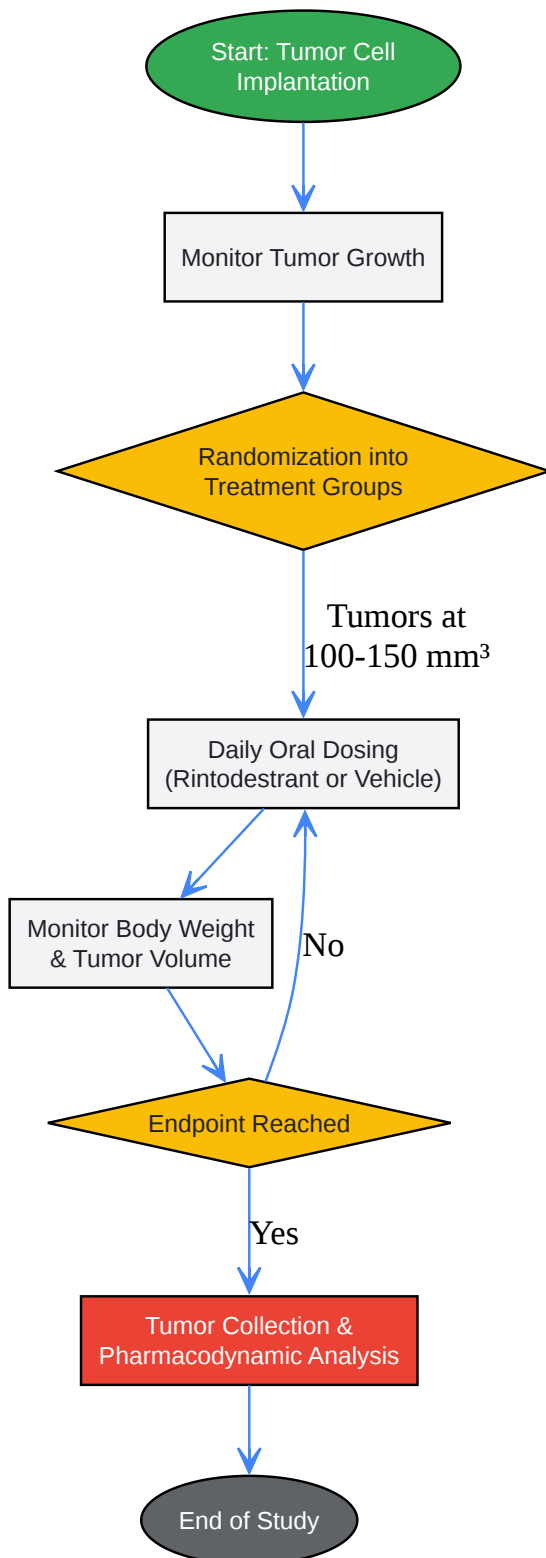 Start: Tumor Cell
Implantation
Monitor Tumor Growth
Randomization into
Treatment Groups
Tumors at
100-150 mm³
Daily Oral Dosing
(Rintodestrant or Vehicle)
Monitor Body Weight
& Tumor Volume
No
Endpoint Reached
Yes
Tumor Collection &
Pharmacodynamic Analysis
End of Study